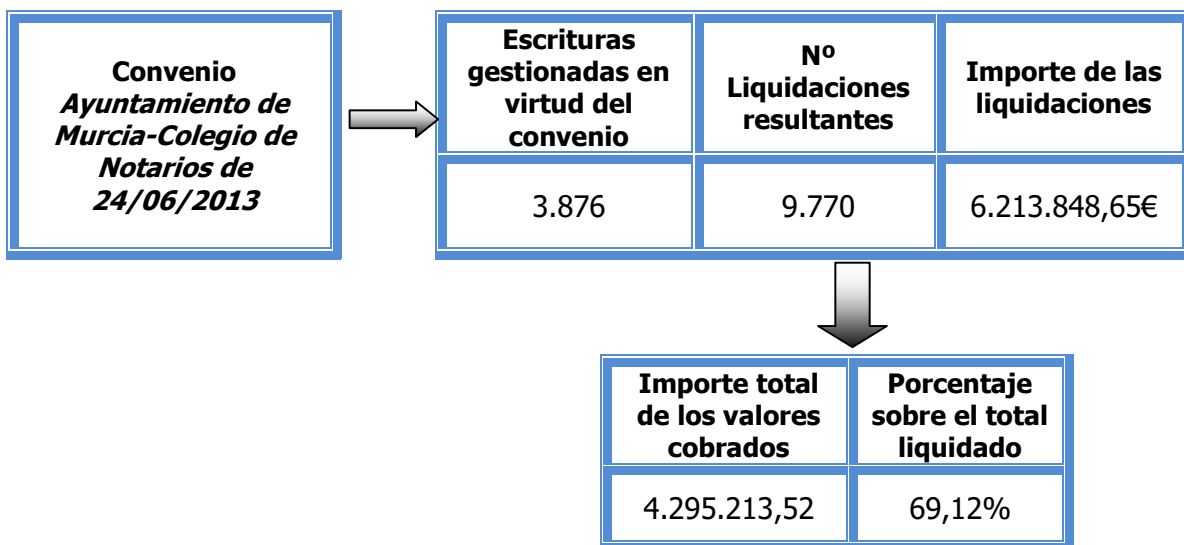 Convenio
Ayuntamiento de
Murcia-Colegio de
Notarios de
24/06/2013
Escrituras
gestionadas en
virtud del
convenio
Nº
Liquidaciones
resultantes
Importe de las
liquidaciones
3.876
9.770
6.213.848,65€
Importe total
de los valores
cobrados
Porcentaje
sobre el total
liquidado
4.295.213,52
69,12%